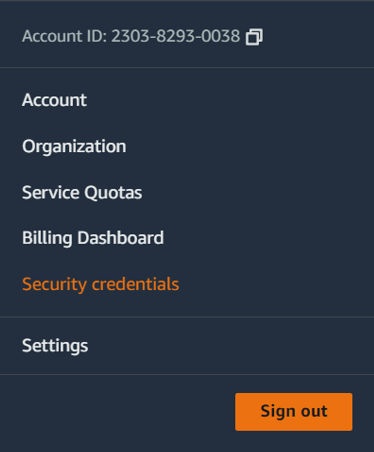 Account ID: 2303-8293-0038
Account
Organization
Service Quotas
Billing Dashboard
Security credentials
Settings
Sign out